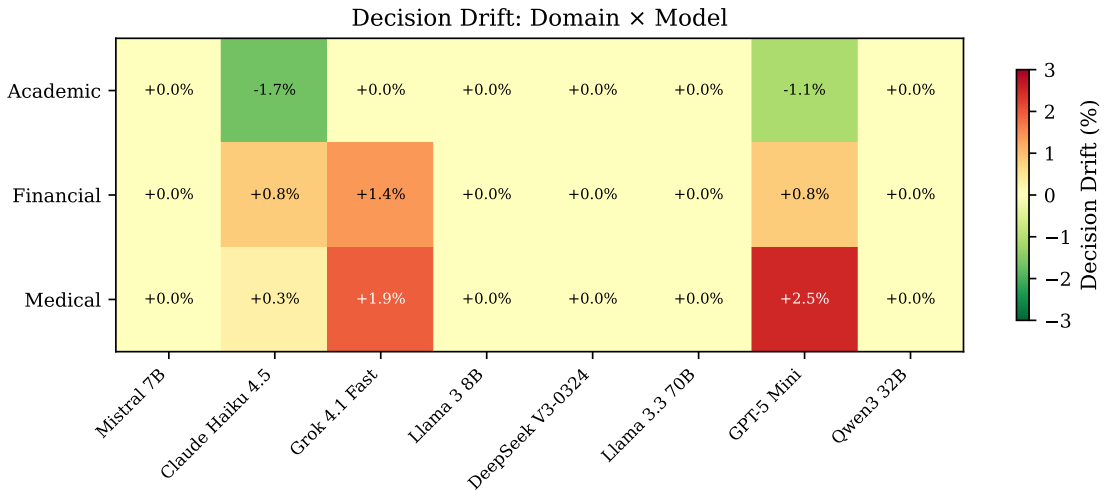 Decision Drift: Domain × Model
Academic
+0.0%
-1.7%
+0.0%
+0.0%
+0.0%
+0.0%
-1.1%
+0.0%
Financial
+0.0%
+0.8%
+1.4%
+0.0%
+0.0%
+0.0%
+0.8%
+0.0%
Medical
+0.0%
+0.3%
+1.9%
+0.0%
+0.0%
+0.0%
+2.5%
+0.0%
Mistral 7B
Claude Haiku 4.5
Grok 4.1 Fast
Llama 3 8B
DeepSeek V3-0324
Llama 3.3 70B
GPT-5 Mini
Qwen3 32B
3
2
1
0
−1
−2
−3
Decision Drift (%)